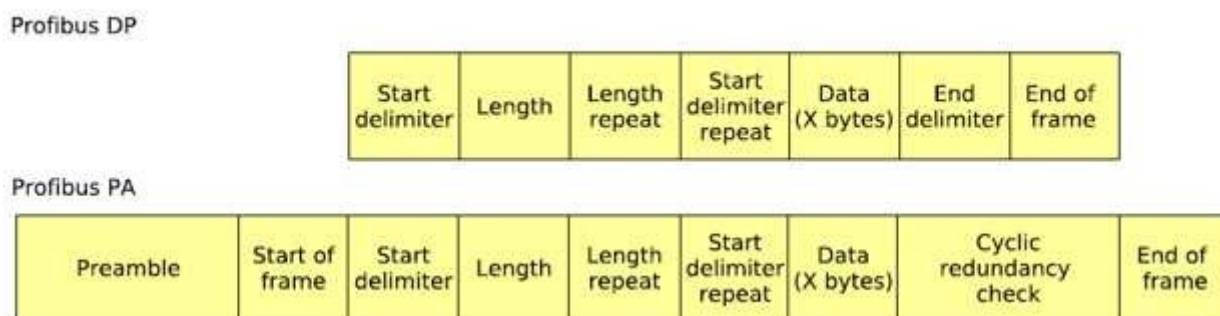 Profibus DP
Start
delimiter
Length
Length
repeat
Start
delimiter
repeat
Data
(X bytes)
End
delimiter
End of
frame
Profibus PA
Preamble
Start of
frame
Start
delimiter
Length
Length
repeat
Start
delimiter
repeat
Data
(X bytes)
Cyclic
redundancy
check
End of
frame